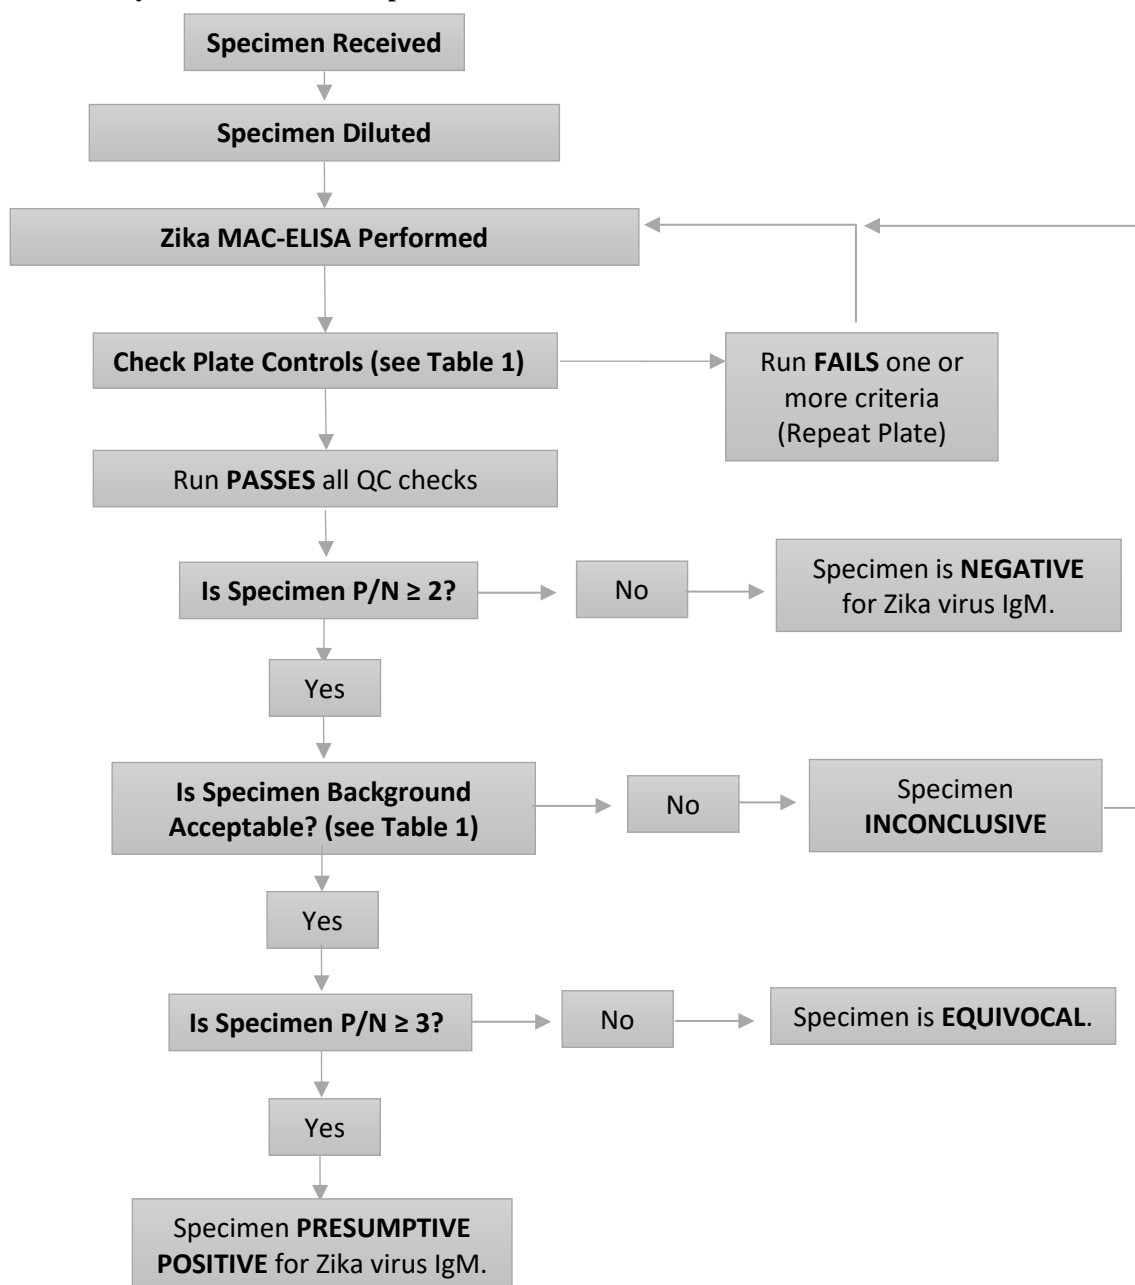 Specimen Received
Specimen Diluted
Zika MAC-ELISA Performed
Check Plate Controls (see Table 1)
Run FAILS one or
more criteria
(Repeat Plate)
Run PASSES all QC checks
Is Specimen P/N ≥ 2?
No
Specimen is NEGATIVE
for Zika virus IgM.
Yes
Is Specimen Background
Acceptable? (see Table 1)
No
Specimen
INCONCLUSIVE
Yes
Is Specimen P/N ≥ 3?
No
Specimen is EQUIVOCAL.
Yes
Specimen PRESUMPTIVE
POSITIVE for Zika virus IgM.